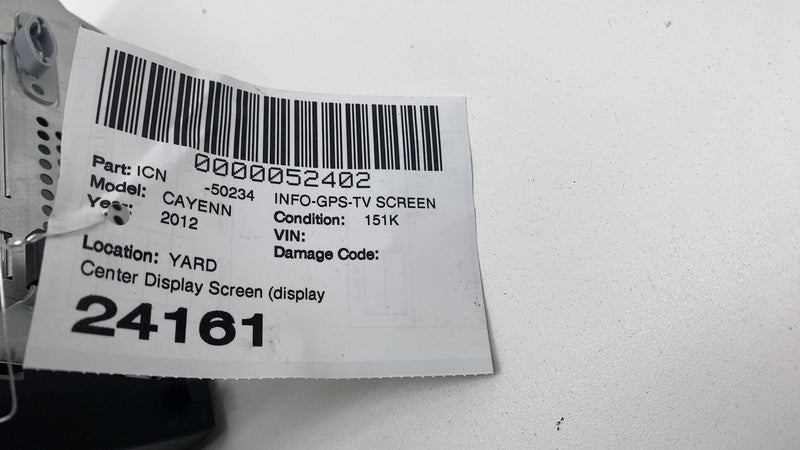 0000052402
Part: ICN -50234 INFO-GPS-TV SCREEN
Model: CAYENN Condition: 151K
Year: 2012 VIN:
Damage Code:
Location: YARD
Center Display Screen (display
24161